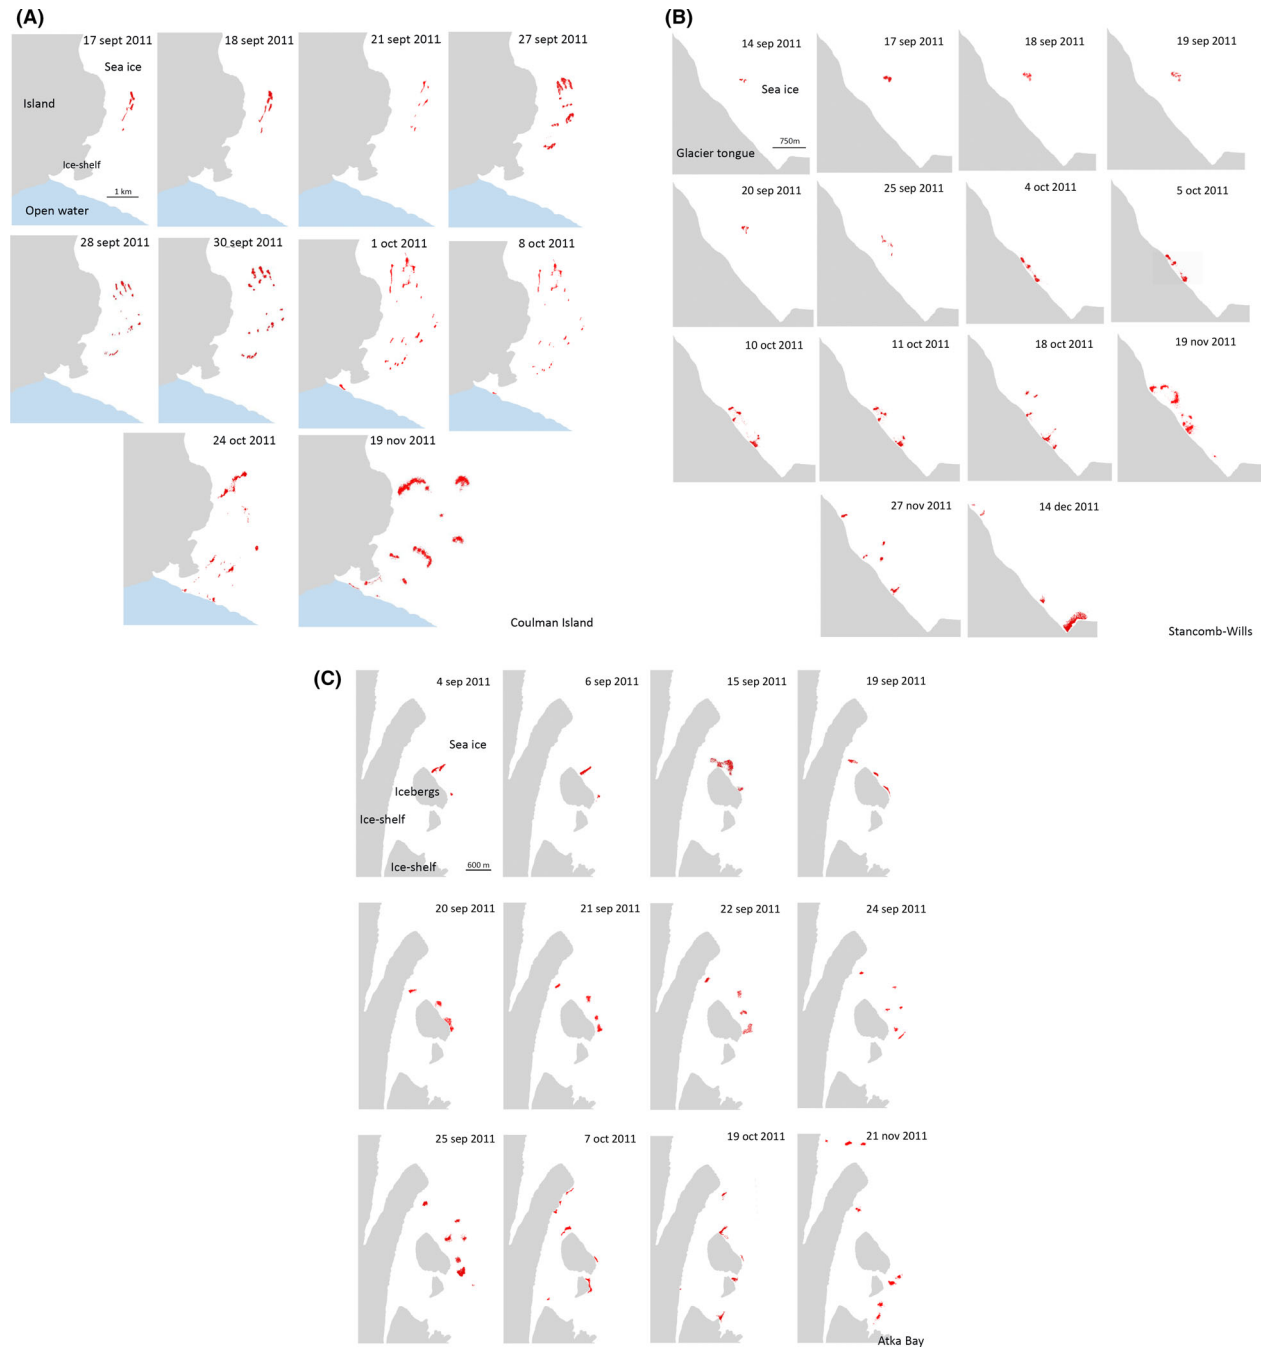 (A)
17 sept 2011
18 sept 2011
21 sept 2011
27 sept 2011
Sea ice
Island
Ice-shelf
1 km
Open water
28 sept 2011
30 sept 2011
1 oct 2011
8 oct 2011
24 oct 2011
19 nov 2011
Coulman Island
(B)
14 sep 2011
17 sep 2011
18 sep 2011
19 sep 2011
Sea ice
750m
Glacier tongue
20 sep 2011
25 sep 2011
4 oct 2011
5 oct 2011
10 oct 2011
11 oct 2011
18 oct 2011
19 nov 2011
27 nov 2011
14 dec 2011
Stancomb-Wills
(C)
4 sep 2011
6 sep 2011
15 sep 2011
19 sep 2011
Sea ice
Icebergs
Ice-shelf
Ice-shelf
600 m
20 sep 2011
21 sep 2011
22 sep 2011
24 sep 2011
25 sep 2011
7 oct 2011
19 oct 2011
21 nov 2011
Atka Bay